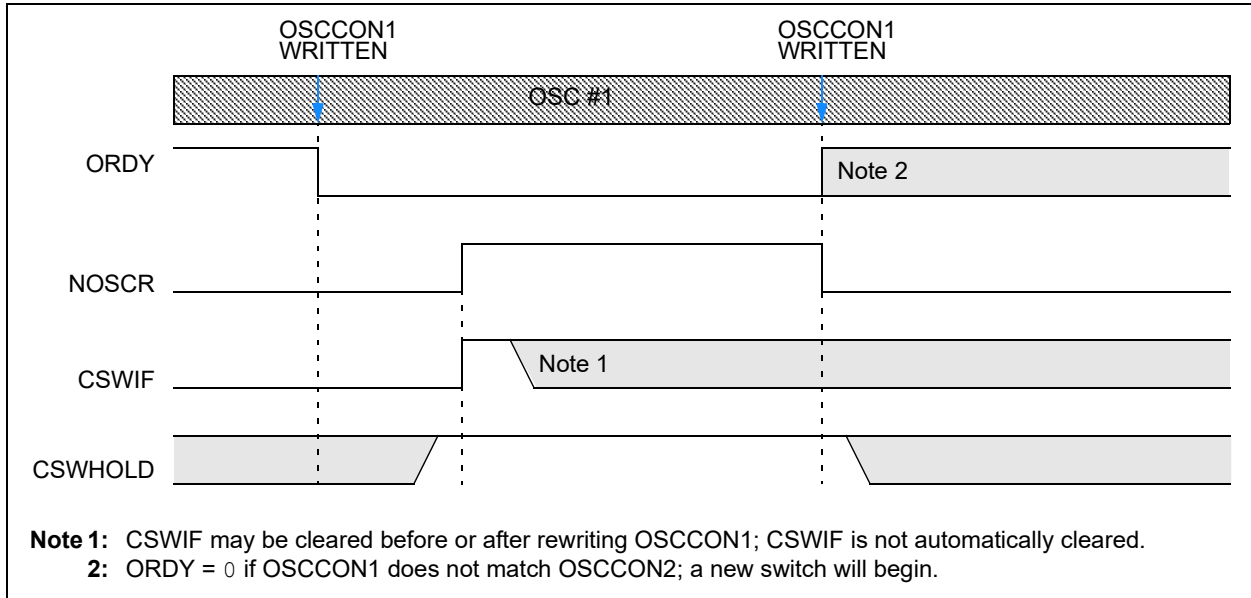 OSCCON1 OSCCON1
WRITTEN WRITTEN
OSC #1
ORDY
Note 2
NOSCR
CSWIF
Note 1
CSWHOLD
Note 1: CSWIF may be cleared before or after rewriting OSCCON1; CSWIF is not automatically cleared.
2: ORDY = 0 if OSCCON1 does not match OSCCON2; a new switch will begin.